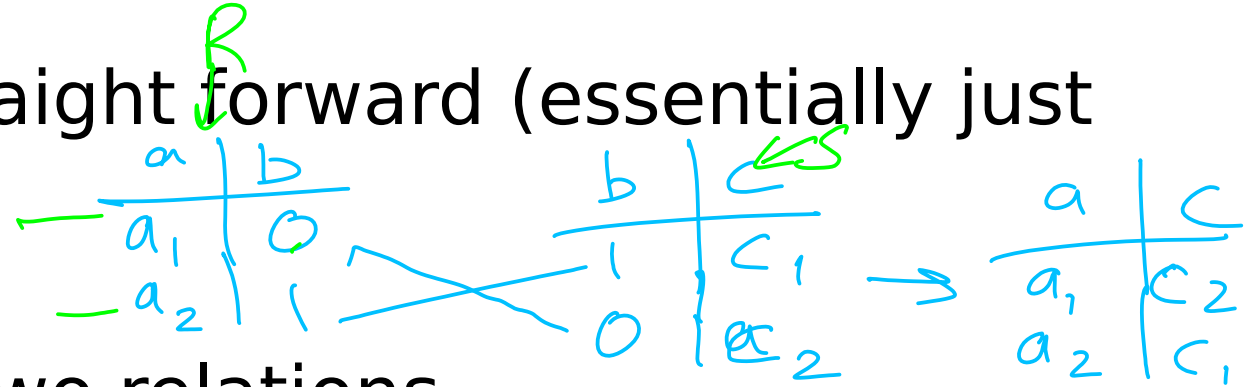 R
aight forward (essentially just
a b b c S
a1 0 1 c1 a c
a2 1 0 c2 a1 c2
a2 c1
wo relations